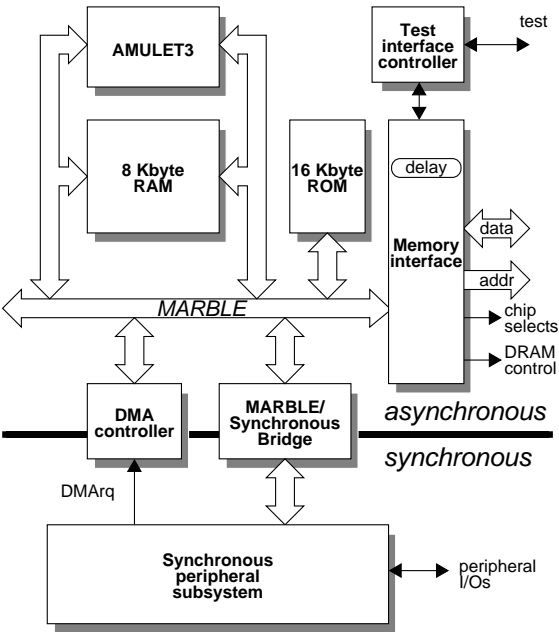 AMULET3
Test
interface
controller
test
8 Kbyte
RAM
16 Kbyte
ROM
delay
Memory
interface
data
addr
chip
selects
DRAM
control
MARBLE
DMA
controller
MARBLE/
Synchronous
Bridge
asynchronous
synchronous
DMArq
Synchronous
peripheral
subsystem
peripheral
I/Os